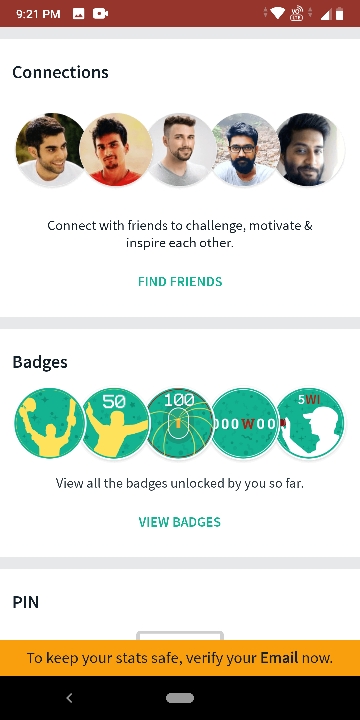 9:21 PM
Connections
Connect with friends to challenge, motivate &
inspire each other.
FIND FRIENDS
Badges
50
100
000W00
5WI
View all the badges unlocked by you so far.
VIEW BADGES
PIN
To keep your stats safe, verify your Email now.